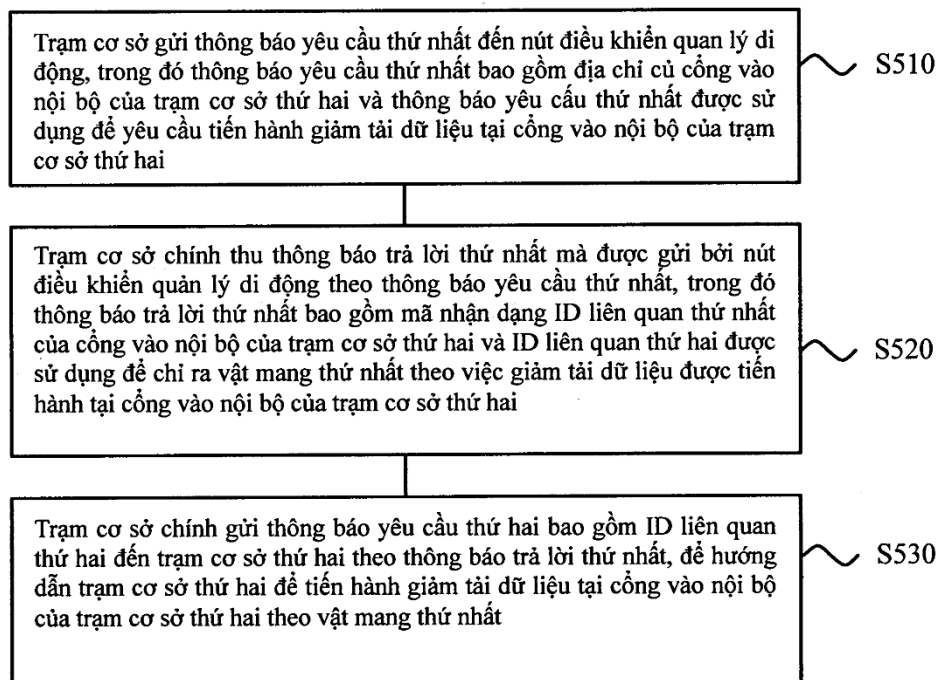 Trạm cơ sở gửi thông báo yêu cầu thứ nhất đến nút điều khiển quan lý di
động, trong đó thông báo yêu cầu thứ nhất bao gồm địa chỉ củ cổng vào
nội bộ của trạm cơ sở thứ hai và thông báo yêu cấu thứ nhất được sử
dụng để yêu cầu tiến hành giảm tải dữ liệu tại cổng vào nội bộ của trạm
cơ sở thứ hai
S510
Trạm cơ sở chính thu thông báo trả lời thứ nhất mà được gửi bởi nút
điều khiển quản lý di động theo thông báo yêu cầu thứ nhất, trong đó
thông báo trả lời thứ nhất bao gồm mã nhận dạng ID liên quan thứ nhất
của cổng vào nội bộ của trạm cơ sở thứ hai và ID liên quan thứ hai được
sử dụng để chỉ ra vật mang thứ nhất theo việc giảm tải dữ liệu được tiến
hành tại cổng vào nội bộ của trạm cơ sở thứ hai
S520
Trạm cơ sở chính gửi thông báo yêu cầu thứ hai bao gồm ID liên quan
thứ hai đến trạm cơ sở thứ hai theo thông báo trả lời thứ nhất, để hướng
dẫn trạm cơ sở thứ hai để tiến hành giảm tải dữ liệu tại cổng vào nội bộ
của trạm cơ sở thứ hai theo vật mang thứ nhất
S530